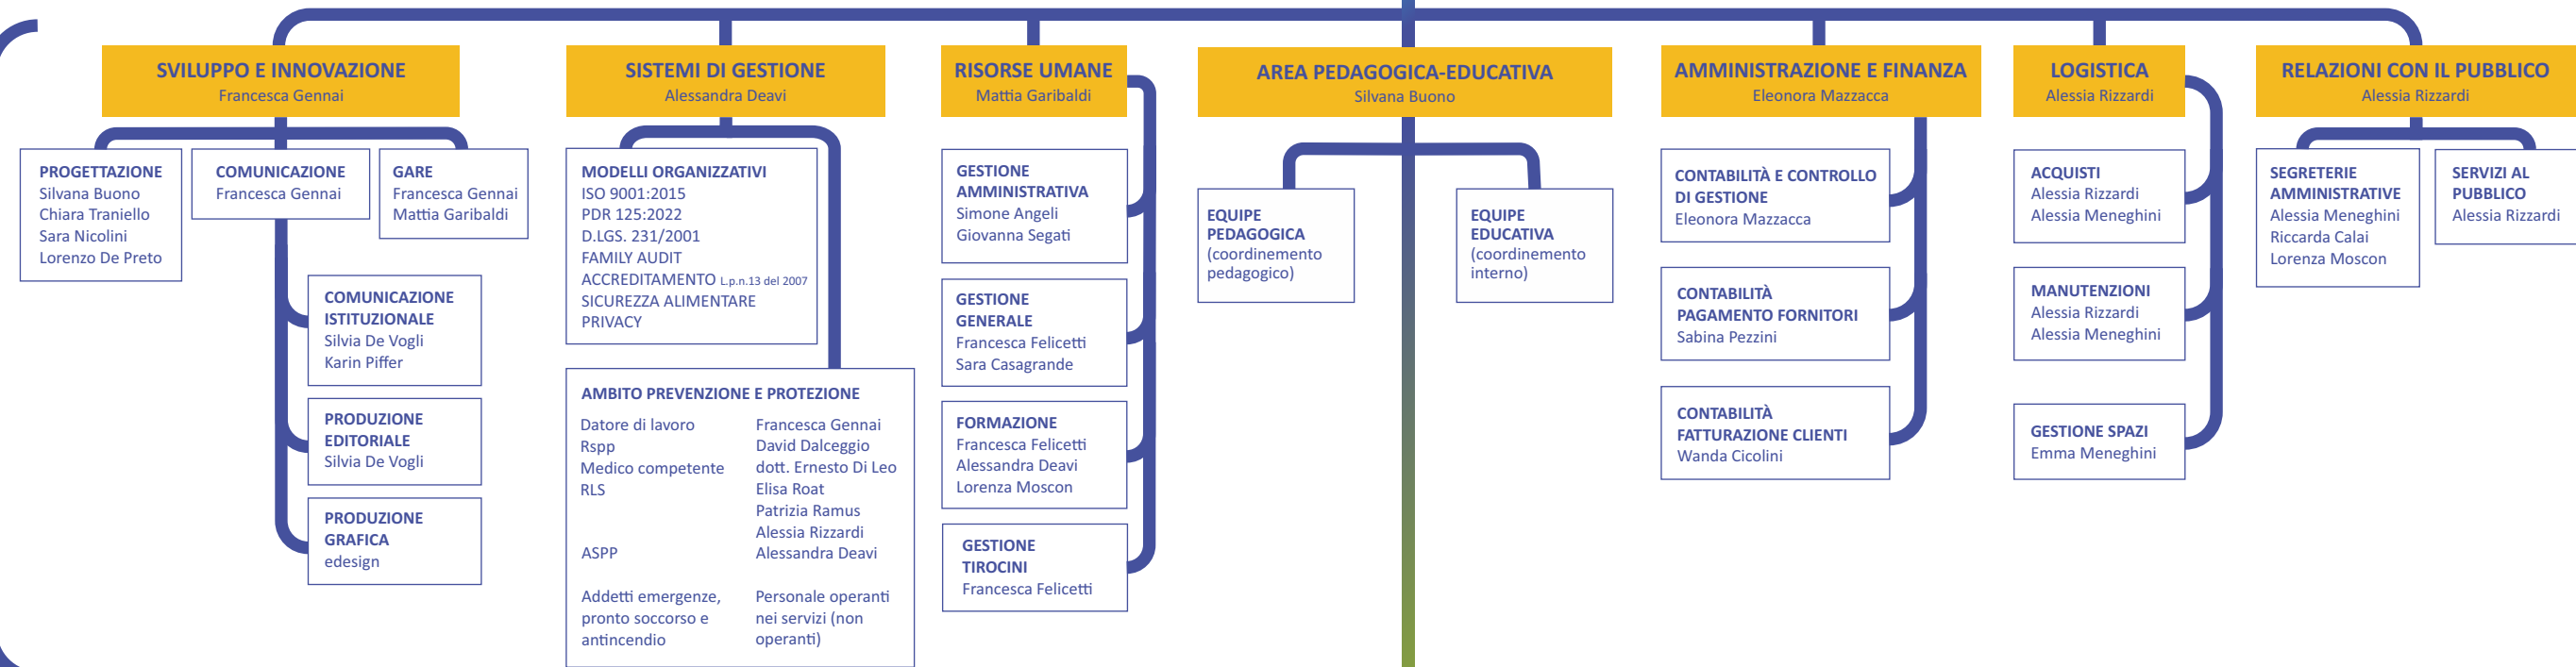 SVILUPPO E INNOVAZIONE
Francesca Gennai
PROGETTAZIONE
Silvana Buono
Chiara Traniello
Sara Nicolini
Lorenzo De Preto
COMUNICAZIONE
Francesca Gennai
GARE
Francesca Gennai
Mattia Garibaldi
COMUNICAZIONE
ISTITUZIONALE
Silvia De Vogli
Karin Piffer
PRODUZIONE
EDITORIALE
Silvia De Vogli
PRODUZIONE
GRAFICA
edesign
SISTEMI DI GESTIONE
Alessandra Deavi
MODELLI ORGANIZZATIVI
ISO 9001:2015
PDR 125:2022
D.LGS. 231/2001
FAMILY AUDIT
ACCREDITAMENTO L.p.n.13 del 2007
SICUREZZA ALIMENTARE
PRIVACY
AMBITO PREVENZIONE E PROTEZIONE
Datore di lavoro Francesca Gennai
Rspp David Dalceggio
Medico competente dott. Ernesto Di Leo
RLS Elisa Roat
Patrizia Ramus
Alessia Rizzardi
ASPP Alessandra Deavi
Addetti emergenze, Personale operanti
pronto soccorso e nei servizi (non
antincendio operanti)
RISORSE UMANE
Mattia Garibaldi
GESTIONE
AMMINISTRATIVA
Simone Angeli
Giovanna Segati
GESTIONE
GENERALE
Francesca Felicetti
Sara Casagrande
FORMAZIONE
Francesca Felicetti
Alessandra Deavi
Lorenza Moscon
GESTIONE
TIROCINI
Francesca Felicetti
AREA PEDAGOGICA-EDUCATIVA
Silvana Buono
EQUIPE
PEDAGOGICA
(coordinemento
pedagogico)
EQUIPE
EDUCATIVA
(coordinemento
interno)
AMMINISTRAZIONE E FINANZA
Eleonora Mazzacca
CONTABILITÀ E CONTROLLO
DI GESTIONE
Eleonora Mazzacca
CONTABILITÀ
PAGAMENTO FORNITORI
Sabina Pezzini
CONTABILITÀ
FATTURAZIONE CLIENTI
Wanda Cicolini
LOGISTICA
Alessia Rizzardi
ACQUISTI
Alessia Rizzardi
Alessia Meneghini
MANUTENZIONI
Alessia Rizzardi
Alessia Meneghini
GESTIONE SPAZI
Emma Meneghini
RELAZIONI CON IL PUBBLICO
Alessia Rizzardi
SEGRETERIE
AMMINISTRATIVE
Alessia Meneghini
Riccarda Calai
Lorenza Moscon
SERVIZI AL
PUBBLICO
Alessia Rizzardi